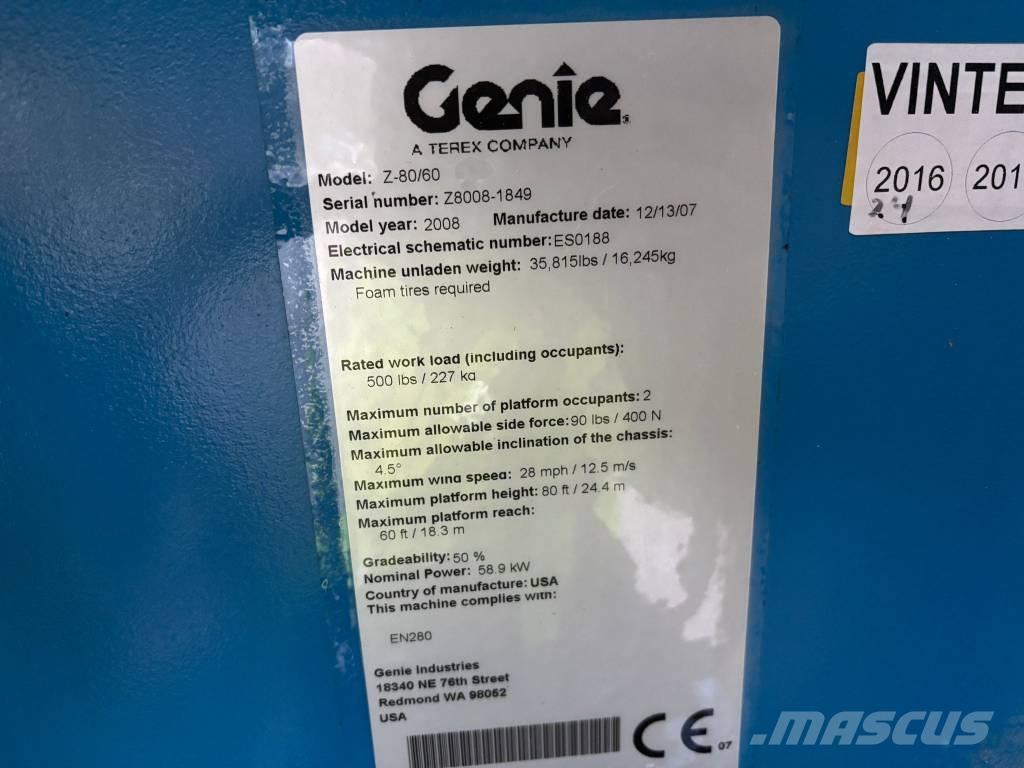 Genie
A TEREX COMPANY
Model: Z-80/60
Serial number: Z8008-1849
Model year: 2008 Manufacture date: 12/13/07
Electrical schematic number: ES0188
Machine unladen weight: 35,815lbs / 16,245kg
Foam tires required
Rated work load (including occupants):
500 lbs / 227 kg
Maximum number of platform occupants: 2
Maximum allowable side force: 90 lbs / 400 N
Maximum allowable inclination of the chassis:
4.5°
Maximum wind speed: 28 mph / 12.5 m/s
Maximum platform height: 80 ft / 24.4 m
Maximum platform reach:
60 ft / 18.3 m
Gradeability: 50 %
Nominal Power: 58.9 kW
Country of manufacture: USA
This machine complies with:
EN280
Genie Industries
18340 NE 76th Street
Redmond WA 98052
USA
CE 07
VINTE
2016 201
24
MASCUS